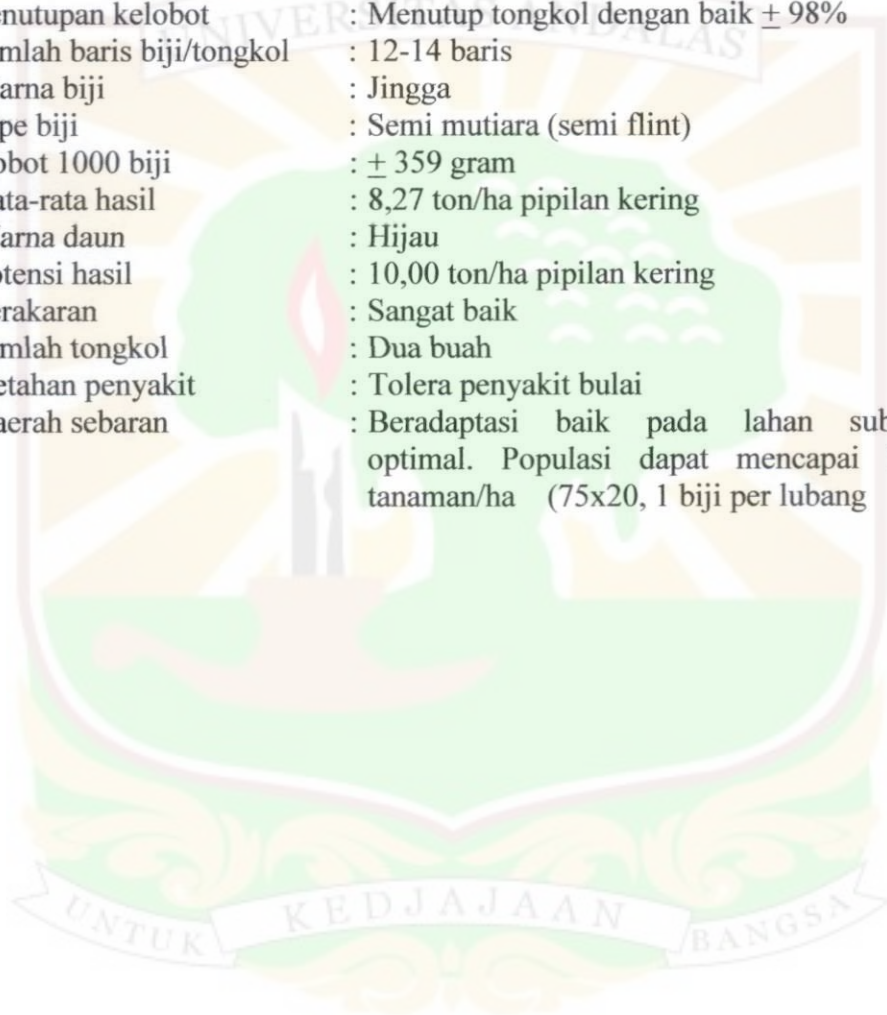 enutupan kelobot : Menutup tongkol dengan baik ± 98%
UNIVERSITAS ANDALAS
mlah baris biji/tongkol : 12-14 baris
arna biji : Jingga
pe biji : Semi mutiara (semi flint)
obot 1000 biji : ± 359 gram
ata-rata hasil : 8,27 ton/ha pipilan kering
arna daun : Hijau
otensi hasil : 10,00 ton/ha pipilan kering
erakaran : Sangat baik
mlah tongkol : Dua buah
etahan penyakit : Tolera penyakit bulai
aerah sebaran : Beradaptasi baik pada lahan sub
optimal. Populasi dapat mencapai
tanaman/ha (75x20, 1 biji per lubang
UNTUK KEDJAJAAN BANGSA